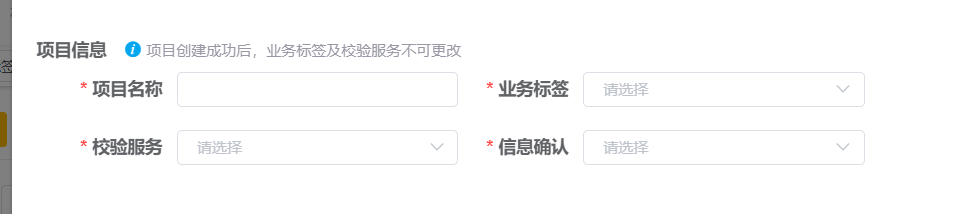 项目信息 项目创建成功后，业务标签及校验服务不可更改
* 项目名称 * 业务标签 请选择
* 校验服务 请选择 * 信息确认 请选择